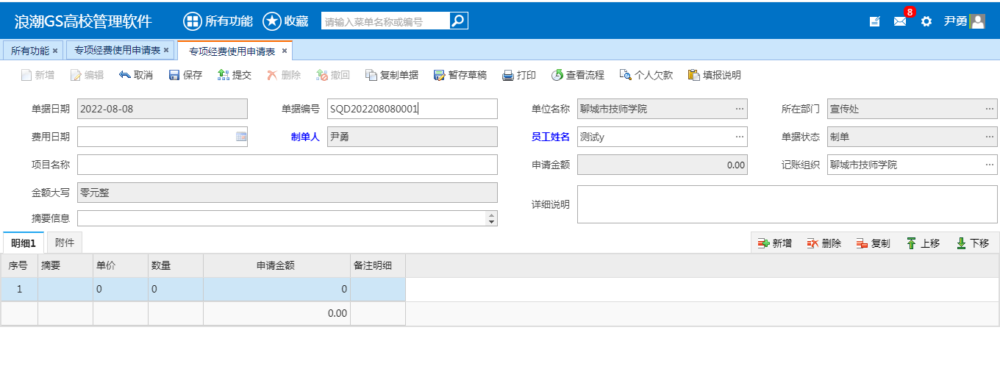 浪潮GS高校管理软件 所有功能 收藏 请输入菜单名称或编号 8 尹勇
所有功能 × 专项经费使用申请表 × 专项经费使用申请表 ×
新增 编辑 取消 保存 提交 删除 撤回 复制单据 暂存草稿 打印 查看流程 个人欠款 填报说明
单据日期 2022-08-08 单据编号 SQD202208080001 单位名称 聊城市技师学院 ··· 所在部门 宣传处 ···
费用日期 制单人 尹勇 员工姓名 测试y ··· 单据状态 制单 ···
项目名称 申请金额 0.00 记账组织 聊城市技师学院 ···
金额大写 零元整 详细说明
摘要信息
明细1 附件 新增 删除 复制 上移 下移
序号 摘要 单价 数量 申请金额 备注明细
1 0 0 0
0.00